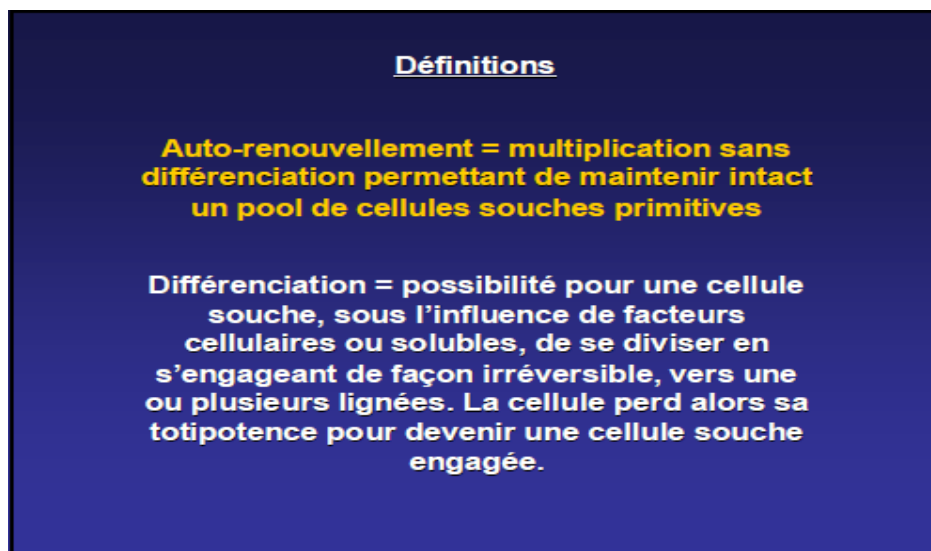 Définitions
Auto-renouvellement = multiplication sans
différenciation permettant de maintenir intact
un pool de cellules souches primitives
Différenciation = possibilité pour une cellule
souche, sous l’influence de facteurs
cellulaires ou solubles, de se diviser en
s’engageant de façon irréversible, vers une
ou plusieurs lignées. La cellule perd alors sa
totipotence pour devenir une cellule souche
engagée.